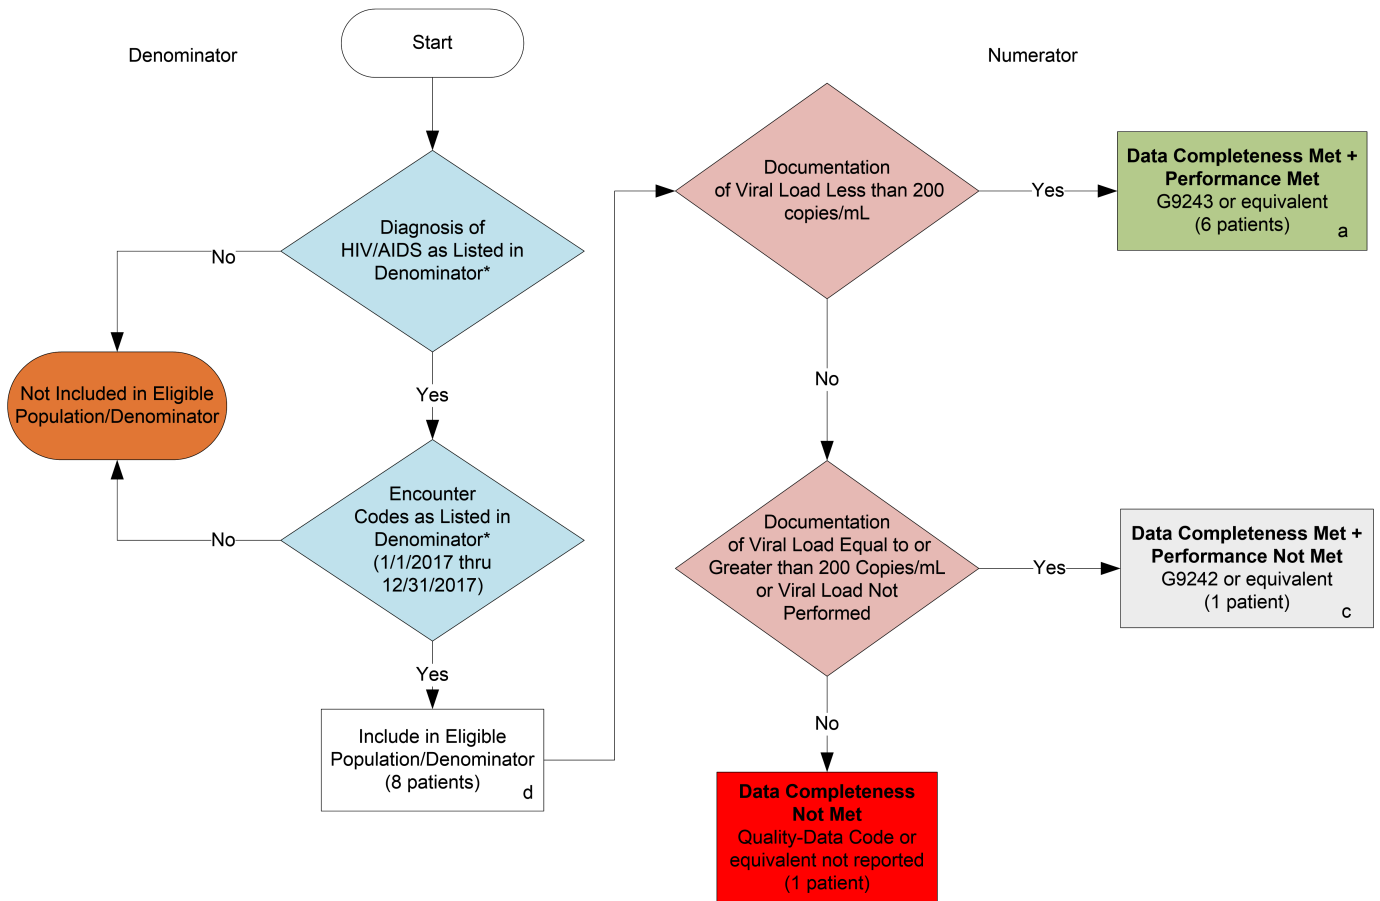 Denominator
Start
Numerator
Diagnosis of
HIV/AIDS as Listed in
Denominator*
No
Yes
Not Included in Eligible
Population/Denominator
Encounter
Codes as Listed in
Denominator*
(1/1/2017 thru
12/31/2017)
No
Yes
Include in Eligible
Population/Denominator
(8 patients)
d
Documentation
of Viral Load Less than 200
copies/mL
Yes
Data Completeness Met +
Performance Met
G9243 or equivalent
(6 patients)
a
No
Documentation
of Viral Load Equal to or
Greater than 200 Copies/mL
or Viral Load Not
Performed
Yes
Data Completeness Met +
Performance Not Met
G9242 or equivalent
(1 patient)
c
No
Data Completeness
Not Met
Quality-Data Code or
equivalent not reported
(1 patient)